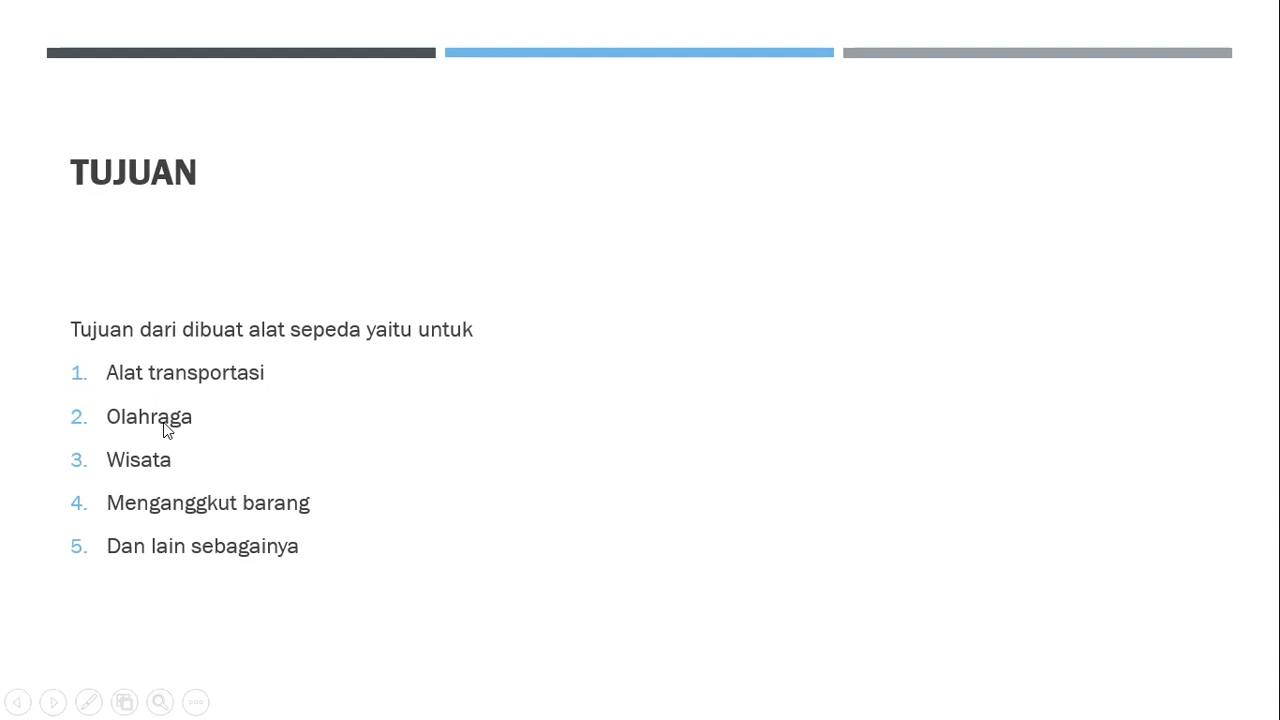 TUJUAN
Tujuan dari dibuat alat sepeda yaitu untuk
1. Alat transportasi
2. Olahraga
3. Wisata
4. Menganggkut barang
5. Dan lain sebagainya